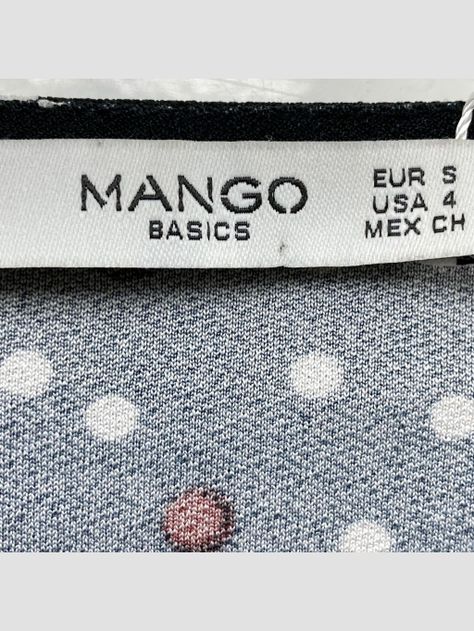 MANGO
BASICS
EUR S
USA 4
MEX CH